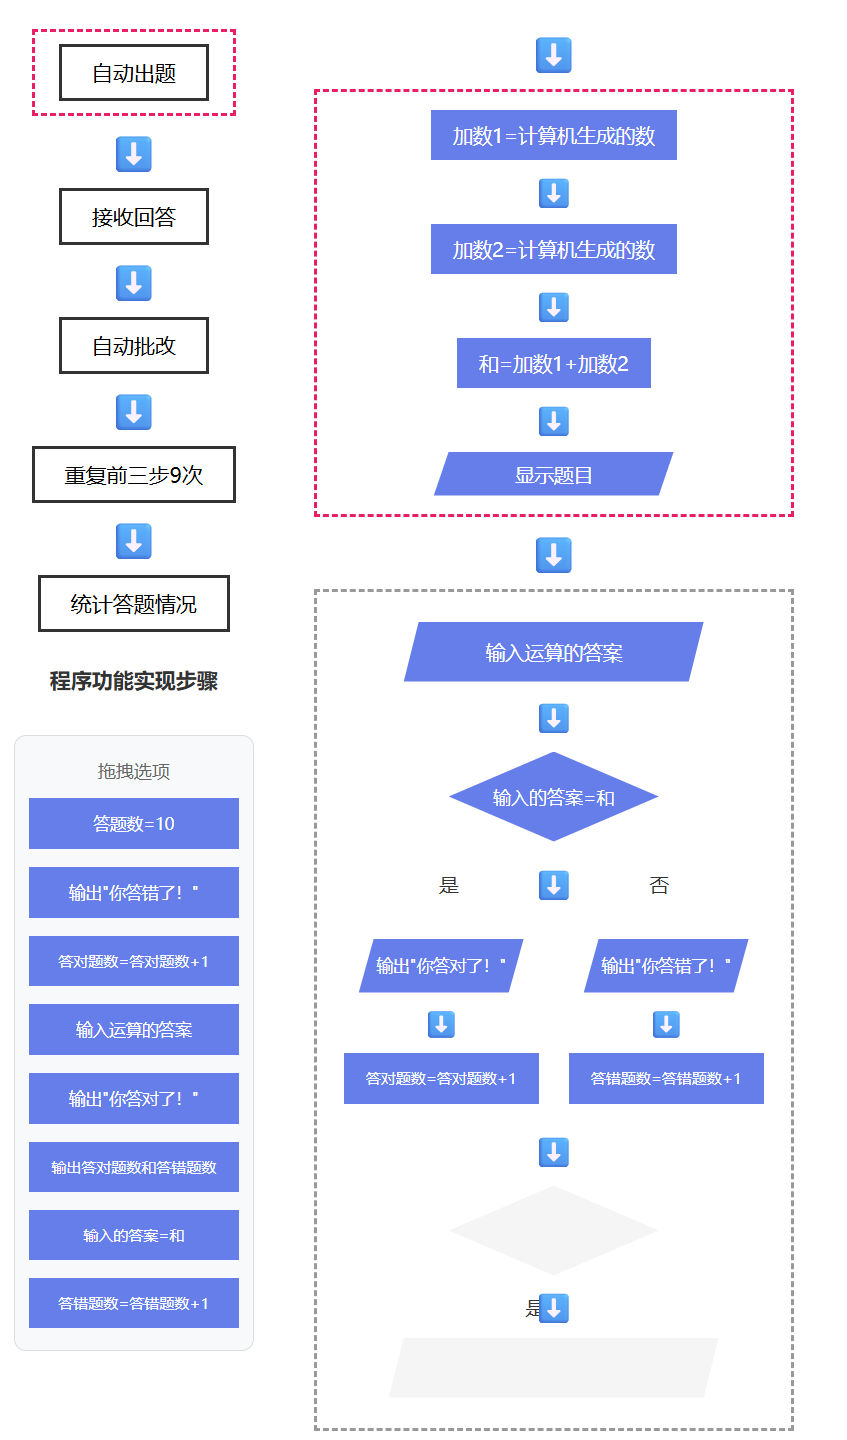 自动出题
接收回答
自动批改
重复前三步9次
统计答题情况
程序功能实现步骤
拖拽选项
答题数=10
输出"你答错了！"
答对题数=答对题数+1
输入运算的答案
输出"你答对了！"
输出答对题数和答错题数
输入的答案=和
答错题数=答错题数+1
加数1=计算机生成的数
加数2=计算机生成的数
和=加数1+加数2
显示题目
输入运算的答案
输入的答案=和
是
否
输出"你答对了！"
输出"你答错了！"
答对题数=答对题数+1
答错题数=答错题数+1
是